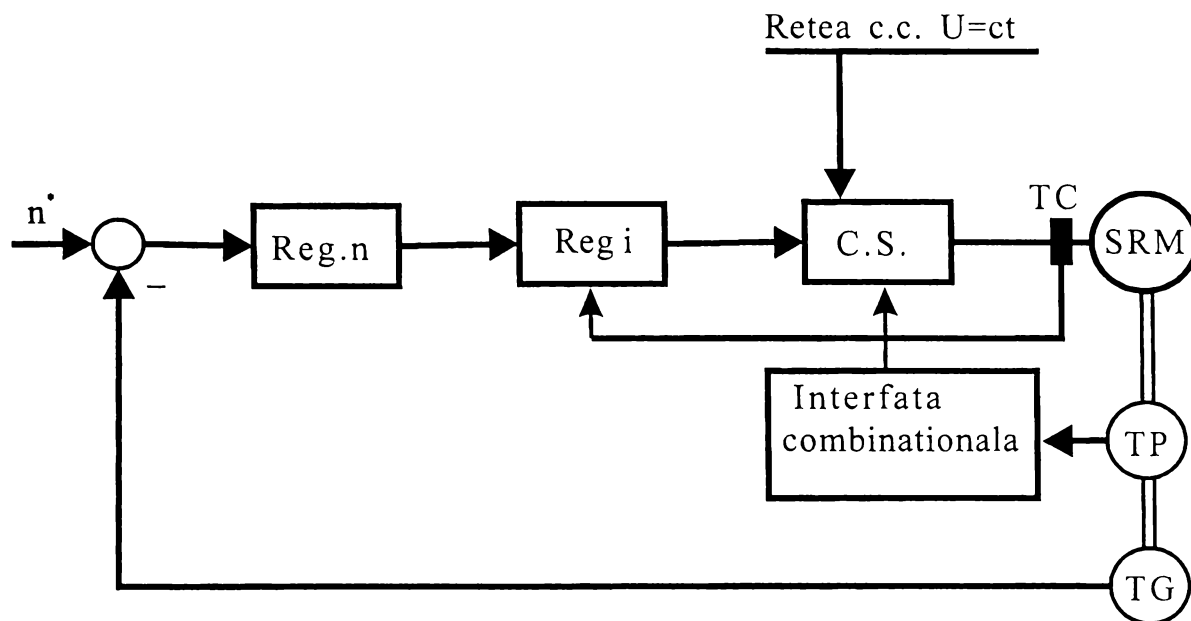 Retea c.c. U=ct
n*
Reg.n
Reg i
C.S.
TC
SRM
–
Interfata
combinationala
TP
TG